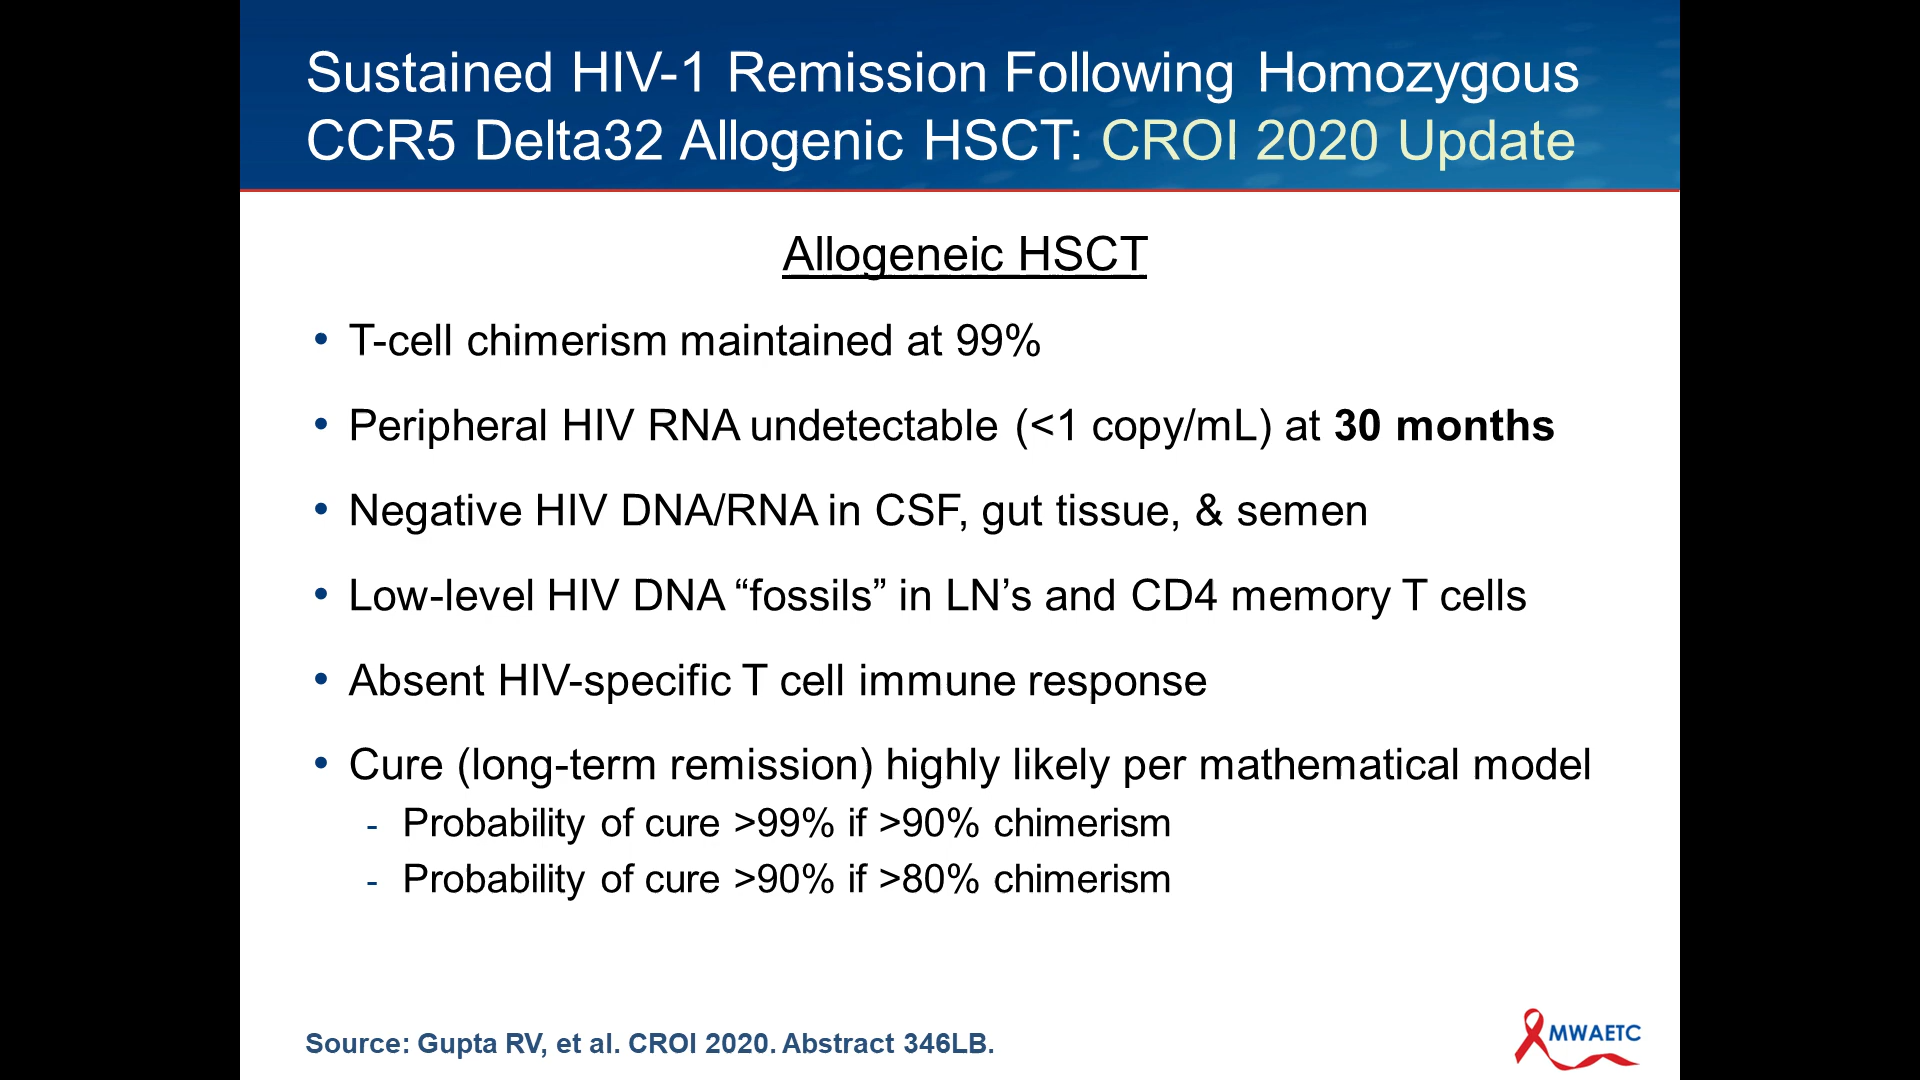 Sustained HIV-1 Remission Following Homozygous
CCR5 Delta32 Allogenic HSCT: CROI 2020 Update
Allogeneic HSCT
• T-cell chimerism maintained at 99%
• Peripheral HIV RNA undetectable (<1 copy/mL) at 30 months
• Negative HIV DNA/RNA in CSF, gut tissue, & semen
• Low-level HIV DNA “fossils” in LN’s and CD4 memory T cells
• Absent HIV-specific T cell immune response
• Cure (long-term remission) highly likely per mathematical model
- Probability of cure >99% if >90% chimerism
- Probability of cure >90% if >80% chimerism
Source: Gupta RV, et al. CROI 2020. Abstract 346LB.
MWAETC